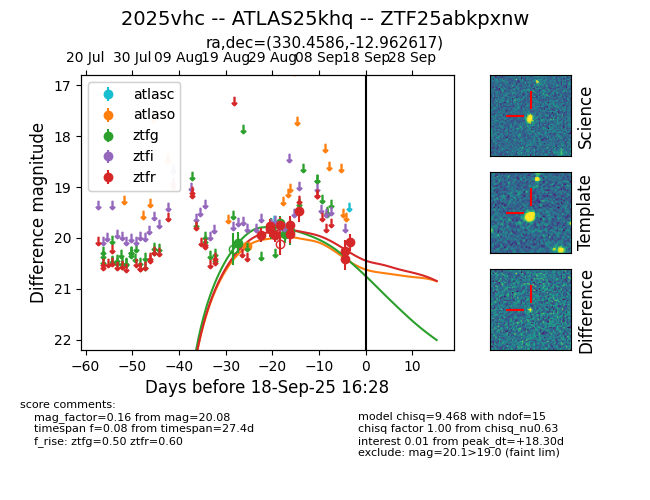 2025vhc -- ATLAS25khq -- ZTF25abkpxnw
ra,dec=(330.4586,-12.962617)
20 Jul 30 Jul 09 Aug 19 Aug 29 Aug 08 Sep 18 Sep 28 Sep
17
18
19
20
21
22
Difference magnitude
atlasc
atlaso
ztfg
ztfi
ztfr
−60 −50 −40 −30 −20 −10 0 10
Days before 18-Sep-25 16:28
Science
Template
Difference
score comments:
mag_factor=0.16 from mag=20.08
timespan f=0.08 from timespan=27.4d
f_rise: ztfg=0.50 ztfr=0.60
model chisq=9.468 with ndof=15
chisq factor 1.00 from chisq_nu0.63
interest 0.01 from peak_dt=+18.30d
exclude: mag=20.1>19.0 (faint lim)